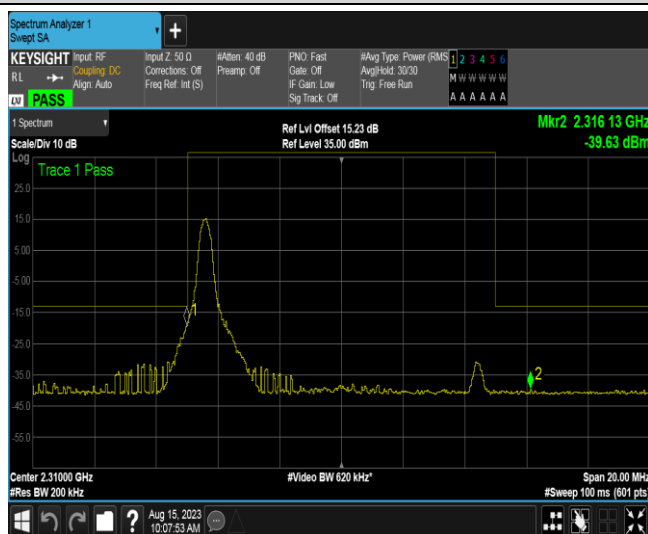 Spectrum Analyzer 1
Swept SA
KEYSIGHT
RL
LXI
PASS
Input: RF
Coupling: DC
Align: Auto
Input Z: 50 Ω
Corrections: Off
Freq Ref: Int (S)
#Atten: 40 dB
Preamp: Off
PNO: Fast
Gate: Off
IF Gain: Low
Sig Track: Off
#Avg Type: Power (RMS
Avg|Hold: 30/30
Trig: Free Run
1 2 3 4 5 6
M W W W W W
A A A A A A
1 Spectrum
Scale/Div 10 dB
Ref Lvl Offset 15.23 dB
Ref Level 35.00 dBm
Mkr2 2.316 13 GHz
-39.63 dBm
Log
Trace 1 Pass
25.0
15.0
5.00
-5.00
-15.0
-25.0
-35.0
-45.0
-55.0
2
Center 2.31000 GHz
#Res BW 200 kHz
#Video BW 620 kHz*
Span 20.00 MHz
#Sweep 100 ms (601 pts)
Aug 15, 2023
10:07:53 AM